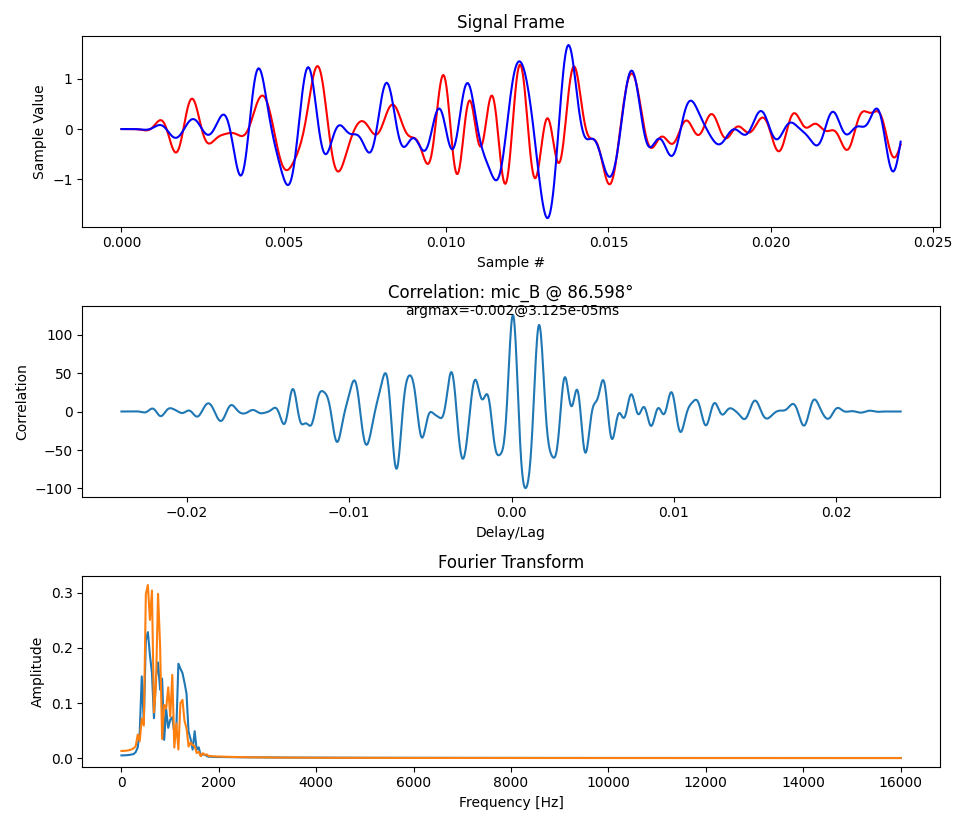 Signal Frame
Sample Value
1
0
−1
0.000 0.005 0.010 0.015 0.020 0.025
Sample #
Correlation: mic_B @ 86.598°
argmax=-0.002@3.125e-05ms
Correlation
100
50
0
−50
−100
−0.02 −0.01 0.00 0.01 0.02
Delay/Lag
Fourier Transform
Amplitude
0.3
0.2
0.1
0.0
0 2000 4000 6000 8000 10000 12000 14000 16000
Frequency [Hz]